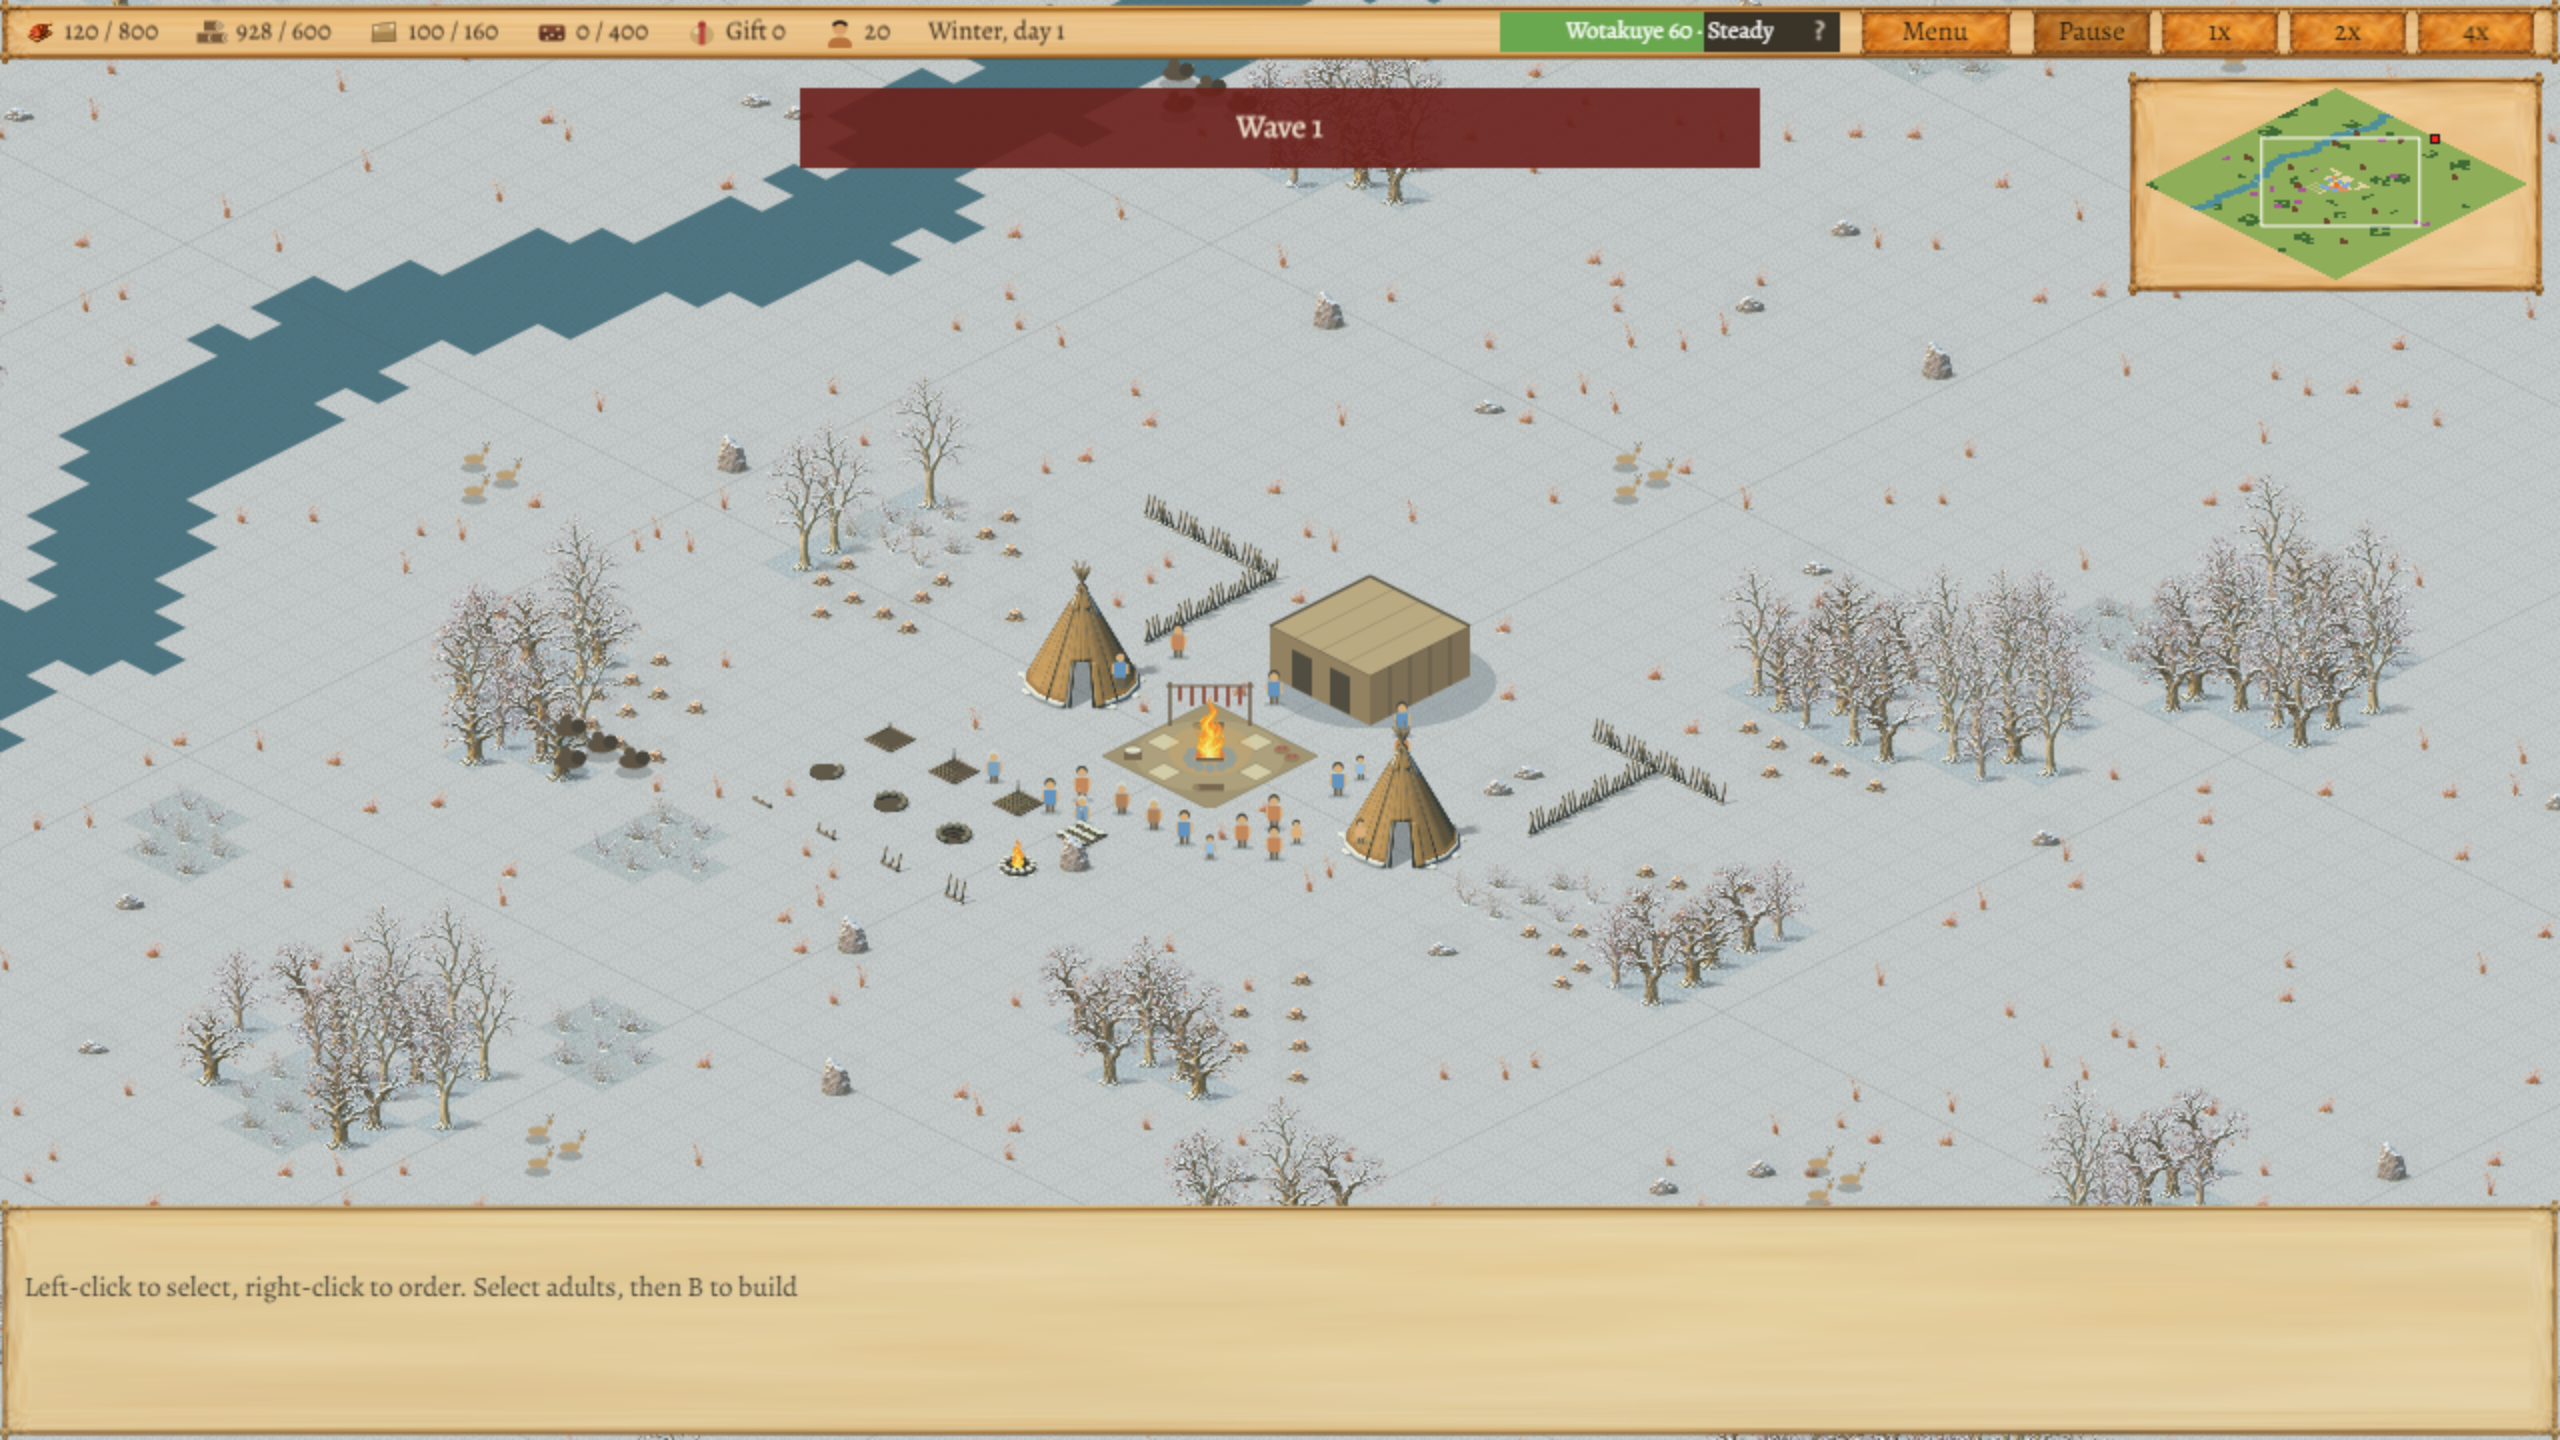 120 / 800 928 / 600 100 / 160 0 / 400 Gift 0 20 Winter, day 1 Wotakuye 60 · Steady ? Menu Pause 1x 2x 4x
Wave 1
Left-click to select, right-click to order. Select adults, then B to build